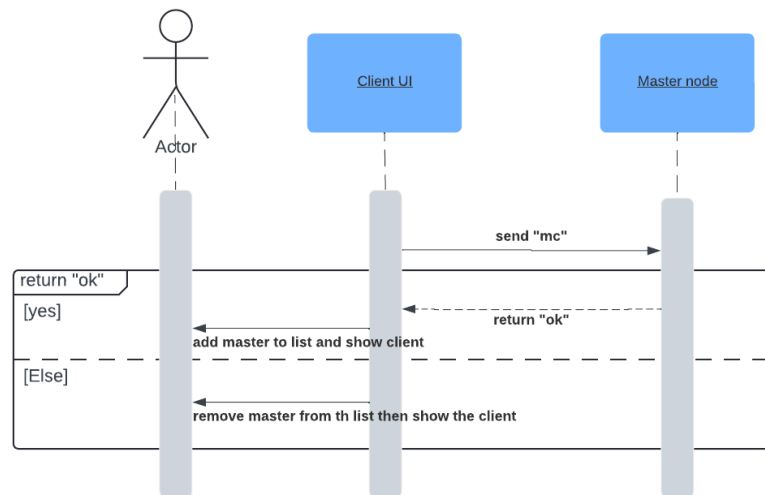 Client UI
Master node
Actor
send "mc"
return "ok"
[yes]
return "ok"
add master to list and show client
[Else]
remove master from th list then show the client